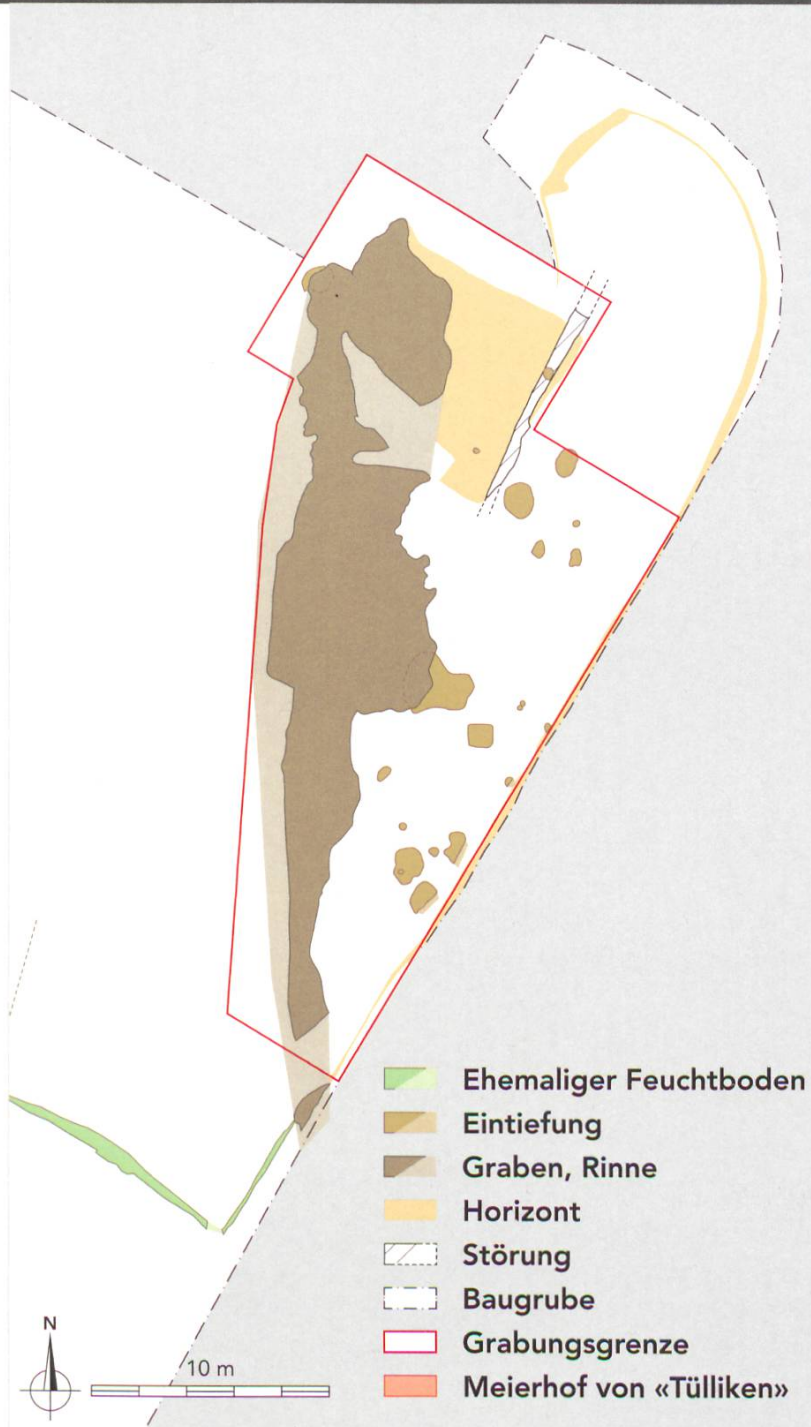 Ehemaliger Feuchtboden
Eintiefung
Graben, Rinne
Horizont
Störung
Baugrube
Grabungsgrenze
Meierhof von «Tülliken»
N
10 m